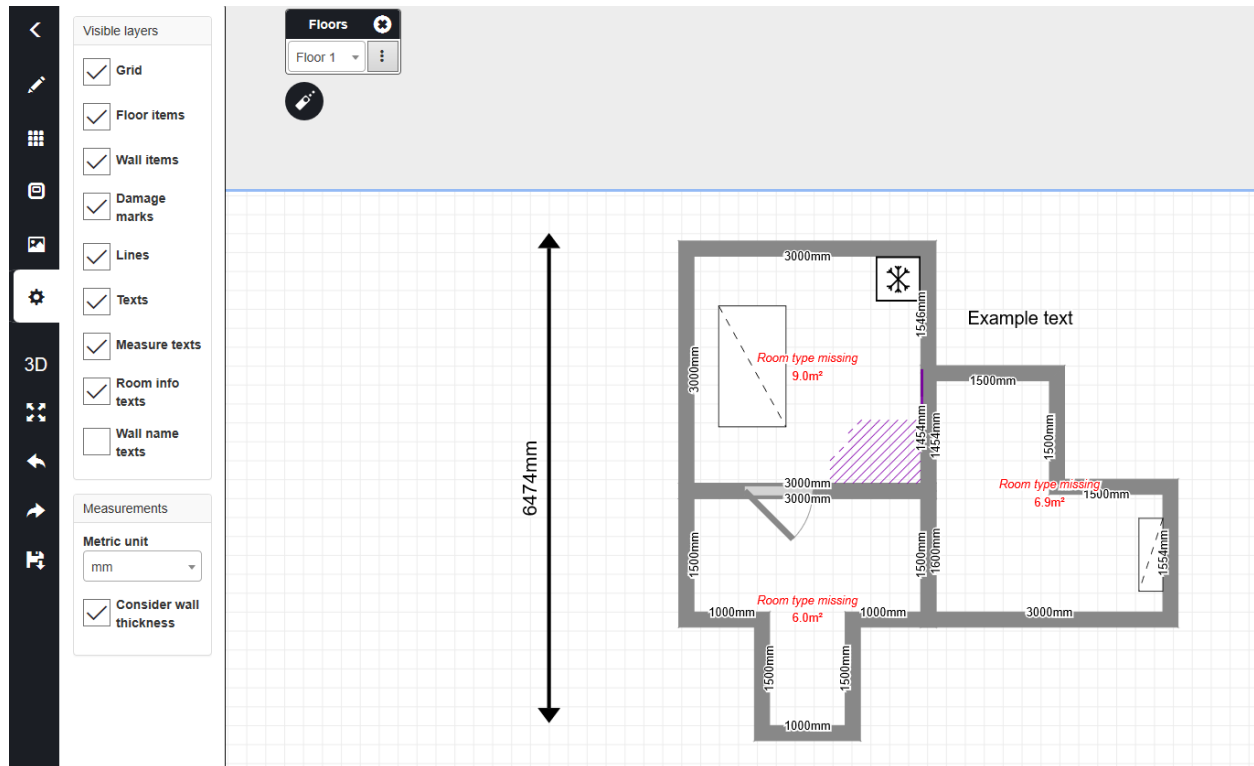 Visible layers
Grid
Floor items
Wall items
Damage
marks
Lines
Texts
Measure texts
Room info
texts
Wall name
texts
Measurements
Metric unit
mm
Consider wall
thickness
3D
Floors
Floor 1
6474mm
3000mm
3000mm
1546mm
Room type missing
9.0m²
1454mm
3000mm
Example text
1500mm
1454mm
1500mm
Room type missing
6.9m²
1500mm
1554mm
1600mm
3000mm
3000mm
1500mm
1500mm
Room type missing
6.0m²
1000mm
1000mm
1500mm
1500mm
1000mm